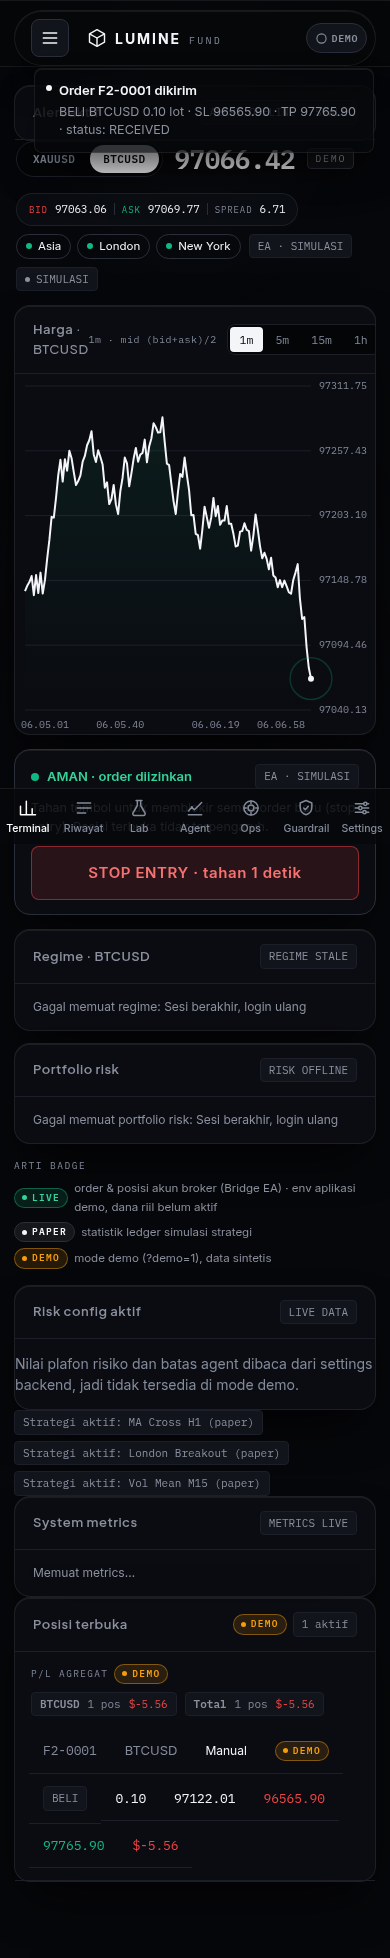 LUMINE FUND
DEMO
Order F2-0001 dikirim
BELI BTCUSD 0.10 lot · SL 96565.90 · TP 97765.90
· status: RECEIVED
XAUUSD BTCUSD 97066.42 DEMO
BID 97063.06 ASK 97069.77 SPREAD 6.71
Asia London New York EA · SIMULASI
SIMULASI
Harga ·
BTCUSD
1m · mid (bid+ask)/2
1m 5m 15m 1h
97311.75
97257.43
97203.10
97148.78
97094.46
97040.13
06.05.01 06.05.40 06.06.19 06.06.58
AMAN · order diizinkan EA · SIMULASI
Terminal Riwayat Lab Agent Ops Guardrail Settings
STOP ENTRY · tahan 1 detik
Regime · BTCUSD REGIME STALE
Gagal memuat regime: Sesi berakhir, login ulang
Portfolio risk RISK OFFLINE
Gagal memuat portfolio risk: Sesi berakhir, login ulang
ARTI BADGE
LIVE order & posisi akun broker (Bridge EA) · env aplikasi
demo, dana riil belum aktif
PAPER statistik ledger simulasi strategi
DEMO mode demo (?demo=1), data sintetis
Risk config aktif LIVE DATA
Nilai plafon risiko dan batas agent dibaca dari settings
backend, jadi tidak tersedia di mode demo.
Strategi aktif: MA Cross H1 (paper)
Strategi aktif: London Breakout (paper)
Strategi aktif: Vol Mean M15 (paper)
System metrics METRICS LIVE
Memuat metrics...
Posisi terbuka DEMO 1 aktif
P/L AGREGAT DEMO
BTCUSD 1 pos $-5.56 Total 1 pos $-5.56
F2-0001 BTCUSD Manual DEMO
BELI 0.10 97122.01 96565.90
97765.90 $-5.56